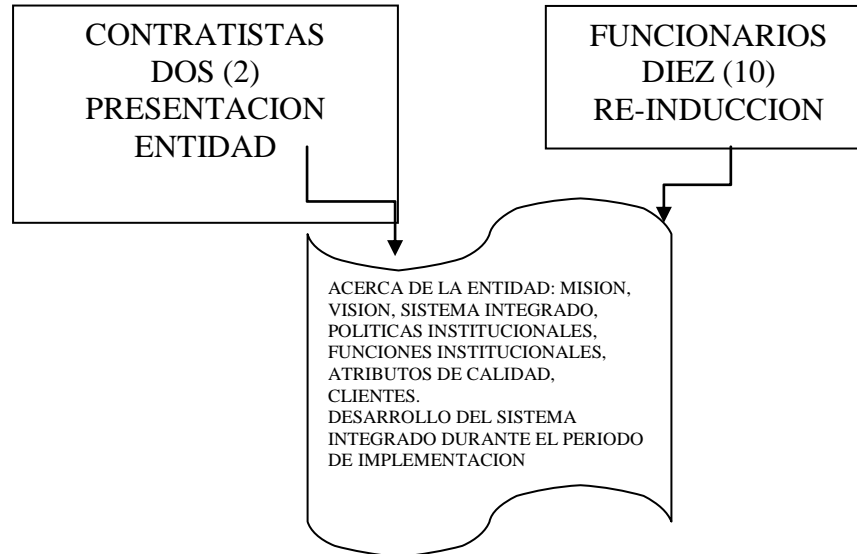 CONTRATISTAS
DOS (2)
PRESENTACION
ENTIDAD
FUNCIONARIOS
DIEZ (10)
RE-INDUCCION
ACERCA DE LA ENTIDAD: MISION,
VISION, SISTEMA INTEGRADO,
POLITICAS INSTITUCIONALES,
FUNCIONES INSTITUCIONALES,
ATRIBUTOS DE CALIDAD,
CLIENTES.
DESARROLLO DEL SISTEMA
INTEGRADO DURANTE EL PERIODO
DE IMPLEMENTACION